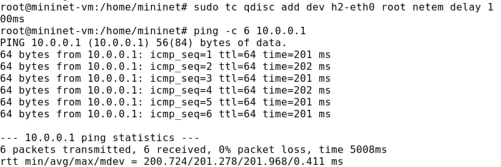 root@mininet-vm:/home/mininet# sudo tc qdisc add dev h2-eth0 root netem delay 1
00ms
root@mininet-vm:/home/mininet# ping -c 6 10.0.0.1
PING 10.0.0.1 (10.0.0.1) 56(84) bytes of data.
64 bytes from 10.0.0.1: icmp_seq=1 ttl=64 time=201 ms
64 bytes from 10.0.0.1: icmp_seq=2 ttl=64 time=202 ms
64 bytes from 10.0.0.1: icmp_seq=3 ttl=64 time=201 ms
64 bytes from 10.0.0.1: icmp_seq=4 ttl=64 time=202 ms
64 bytes from 10.0.0.1: icmp_seq=5 ttl=64 time=201 ms
64 bytes from 10.0.0.1: icmp_seq=6 ttl=64 time=201 ms
--- 10.0.0.1 ping statistics ---
6 packets transmitted, 6 received, 0% packet loss, time 5008ms
rtt min/avg/max/mdev = 200.724/201.278/201.968/0.411 ms